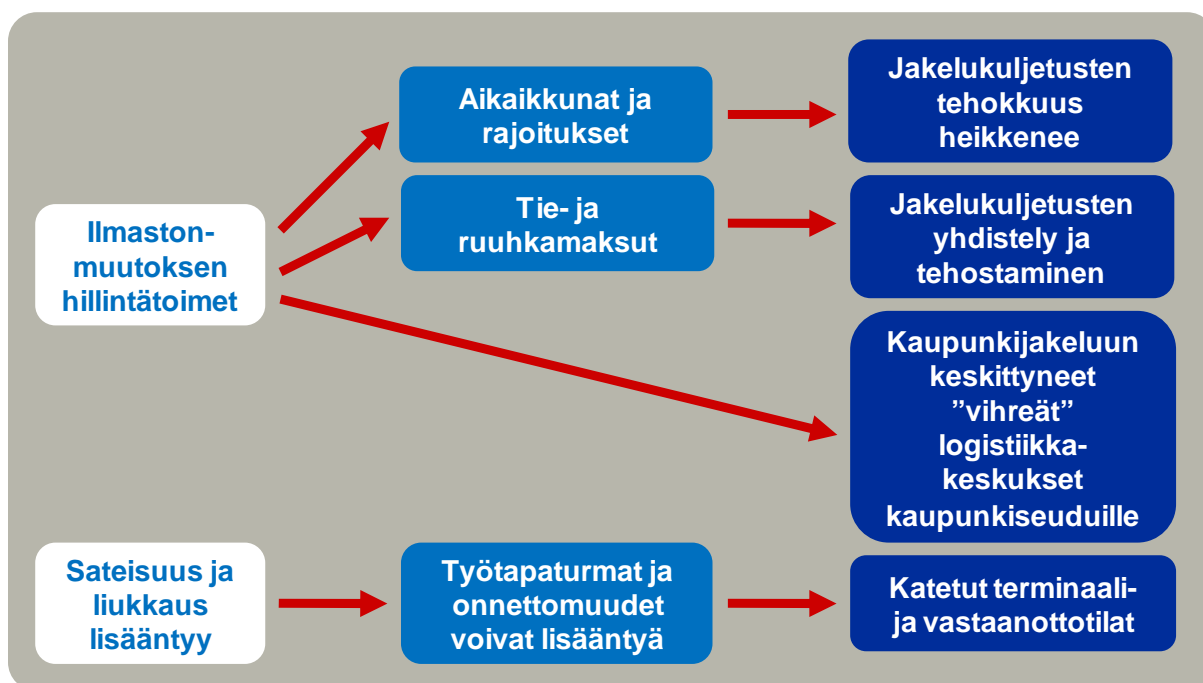 Aikaikkunat ja
rajoitukset
Jakelukuljetusten
tehokkuus
heikkenee
Ilmaston-
muutoksen
hillintätoimet
Tie- ja
ruuhkamaksut
Jakelukuljetusten
yhdistely ja
tehostaminen
Kaupunkijakeluun
keskittyneet
”vihreät”
logistiikka-
keskukset
kaupunkiseuduille
Sateisuus ja
liukkaus
lisääntyy
Työtapaturmat ja
onnettomuudet
voivat lisääntyä
Katetut terminaali-
ja vastaanottotilat